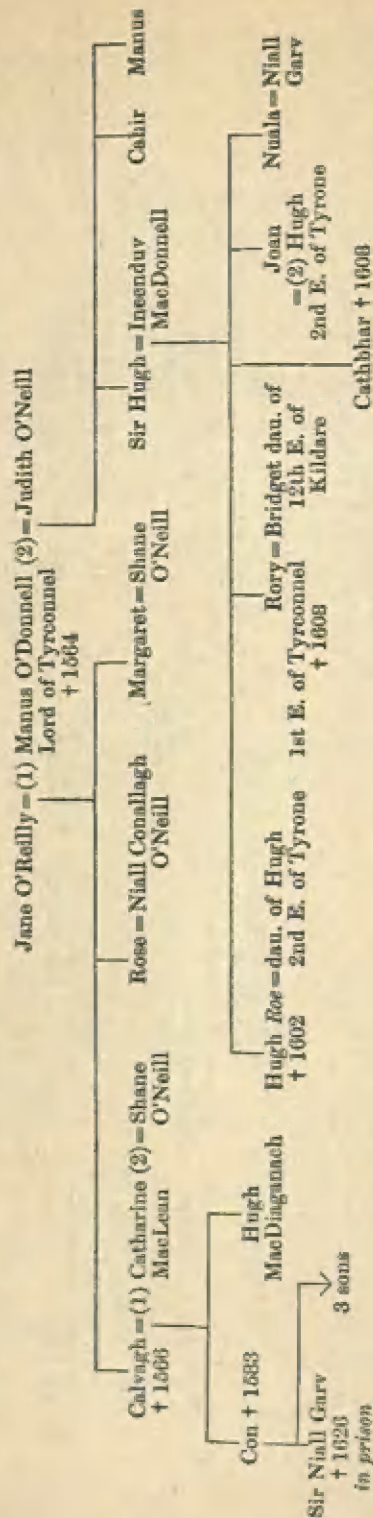 Jane O'Reilly=(1) Manus O'Donnell (2)=Judith O'Neill
Lord of Tyrconnel
† 1564
Calvagh=(1) Catharine (2)=Shane
† 1566 MacLean O'Neill
Rose=Niall Conallagh
O'Neill
Margaret=Shane
O'Neill
Sir Hugh=Ineenduv
MacDonnell
Cahir
Manus
Con † 1583
Hugh
MacDiaganach
Hugh Roe=dau. of Hugh
† 1602 2nd E. of Tyrone
Rory=Bridget dau. of
1st E. of Tyrconnel 12th E. of
† 1608 Kildare
Cathbhar † 1608
Joan
=(2) Hugh
2nd E. of Tyrone
Nuala=Niall
Garv
Sir Niall Garv
† 1626
in prison
3 sons